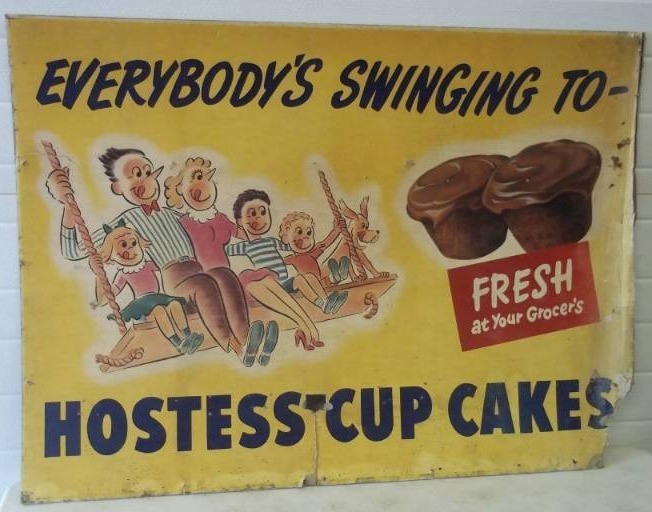 EVERYBODY'S SWINGING TO-
FRESH
at Your Grocer's
HOSTESS CUP CAKES